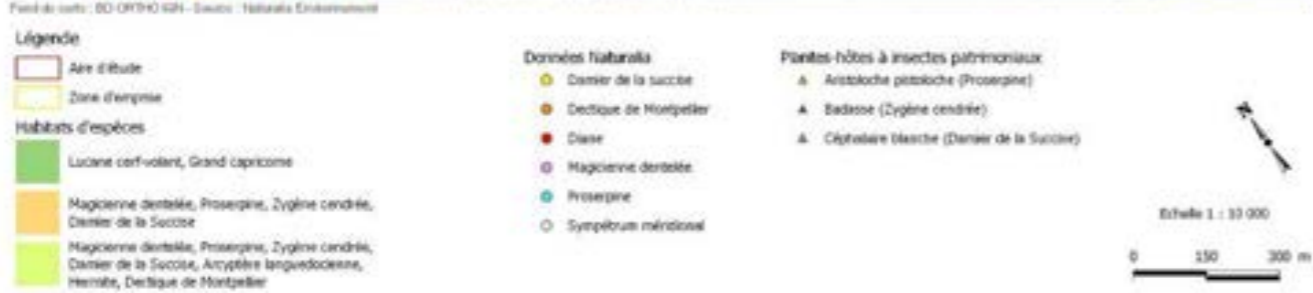 Fond de carte : BD ORTHO IGN - Source : Naturalia Environnement
Légende
Aire d'étude
Zone d'emprise
Habitats d'espèces
Lucane cerf-volant, Grand capricorne
Magicienne dentelée, Proserpine, Zygène cendrée,
Damier de la Succise
Magicienne dentelée, Proserpine, Zygène cendrée,
Damier de la Succise, Arcyptère languedocienne,
Hermite, Dectique de Montpellier
Données Naturalia
Damier de la succise
Dectique de Montpellier
Diane
Magicienne dentelée
Proserpine
Sympétrum méridional
Plantes-hôtes à insectes patrimoniaux
Aristoloche pistoloche (Proserpine)
Badasse (Zygène cendrée)
Céphalaire blanche (Damier de la Succise)
Echelle 1 : 10 000
0 150 300 m